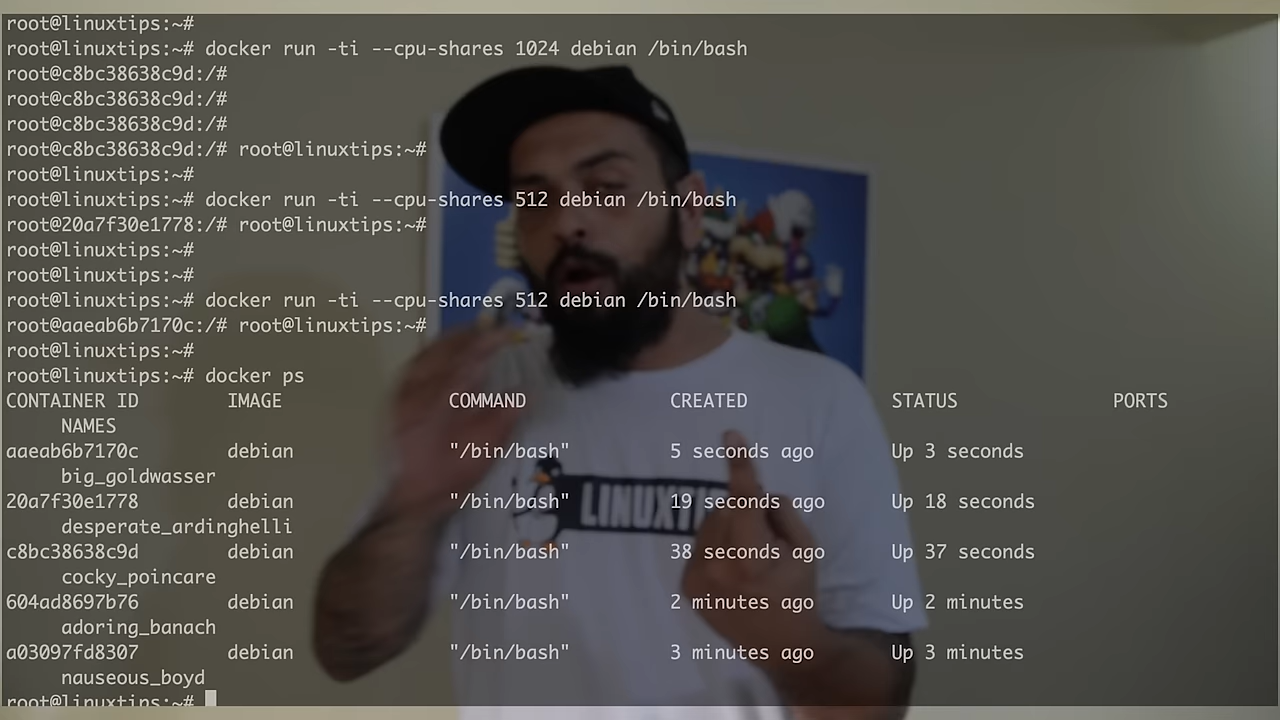 root@linuxtips:~#
root@linuxtips:~# docker run -ti --cpu-shares 1024 debian /bin/bash
root@c8bc38638c9d:/#
root@c8bc38638c9d:/#
root@c8bc38638c9d:/#
root@c8bc38638c9d:/# root@linuxtips:~#
root@linuxtips:~#
root@linuxtips:~# docker run -ti --cpu-shares 512 debian /bin/bash
root@20a7f30e1778:/# root@linuxtips:~#
root@linuxtips:~#
root@linuxtips:~#
root@linuxtips:~# docker run -ti --cpu-shares 512 debian /bin/bash
root@aaeab6b7170c:/# root@linuxtips:~#
root@linuxtips:~#
root@linuxtips:~# docker ps
CONTAINER ID IMAGE COMMAND CREATED STATUS PORTS
NAMES
aaeab6b7170c debian "/bin/bash" 5 seconds ago Up 3 seconds
big_goldwasser
20a7f30e1778 debian "/bin/bash" 19 seconds ago Up 18 seconds
desperate_ardinghelli
c8bc38638c9d debian "/bin/bash" 38 seconds ago Up 37 seconds
cocky_poincare
604ad8697b76 debian "/bin/bash" 2 minutes ago Up 2 minutes
adoring_banach
a03097fd8307 debian "/bin/bash" 3 minutes ago Up 3 minutes
nauseous_boyd
root@linuxtips:~#